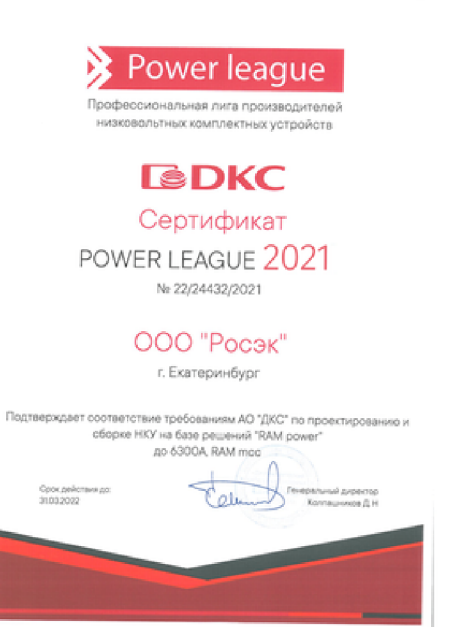 Power league
Профессиональная лига производителей
низковольтных комплектных устройств
DKC
Сертификат
POWER LEAGUE 2021
№ 22/24432/2021
ООО "Росэк"
г. Екатеринбург
Подтверждает соответствие требованиям АО "ДКС" по проектированию и
сборке НКУ на базе решений "RAM power"
до 6300А, RAM mcc
Срок действия до:
31.03.2022
Генеральный директор
Колпащиков Д. Н